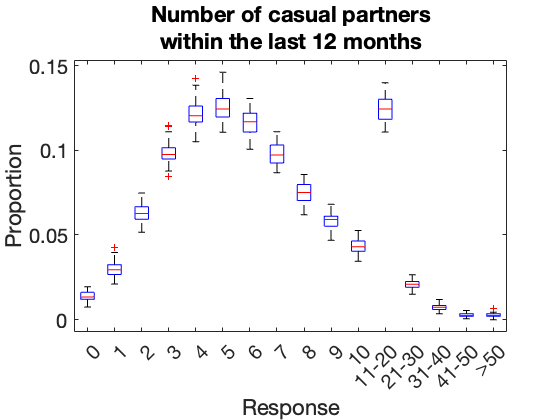 Number of casual partners
within the last 12 months
0.15
0.1
0.05
0
Proportion
0 1 2 3 4 5 6 7 8 9 10 11-20 21-30 31-40 41-50 >50
Response